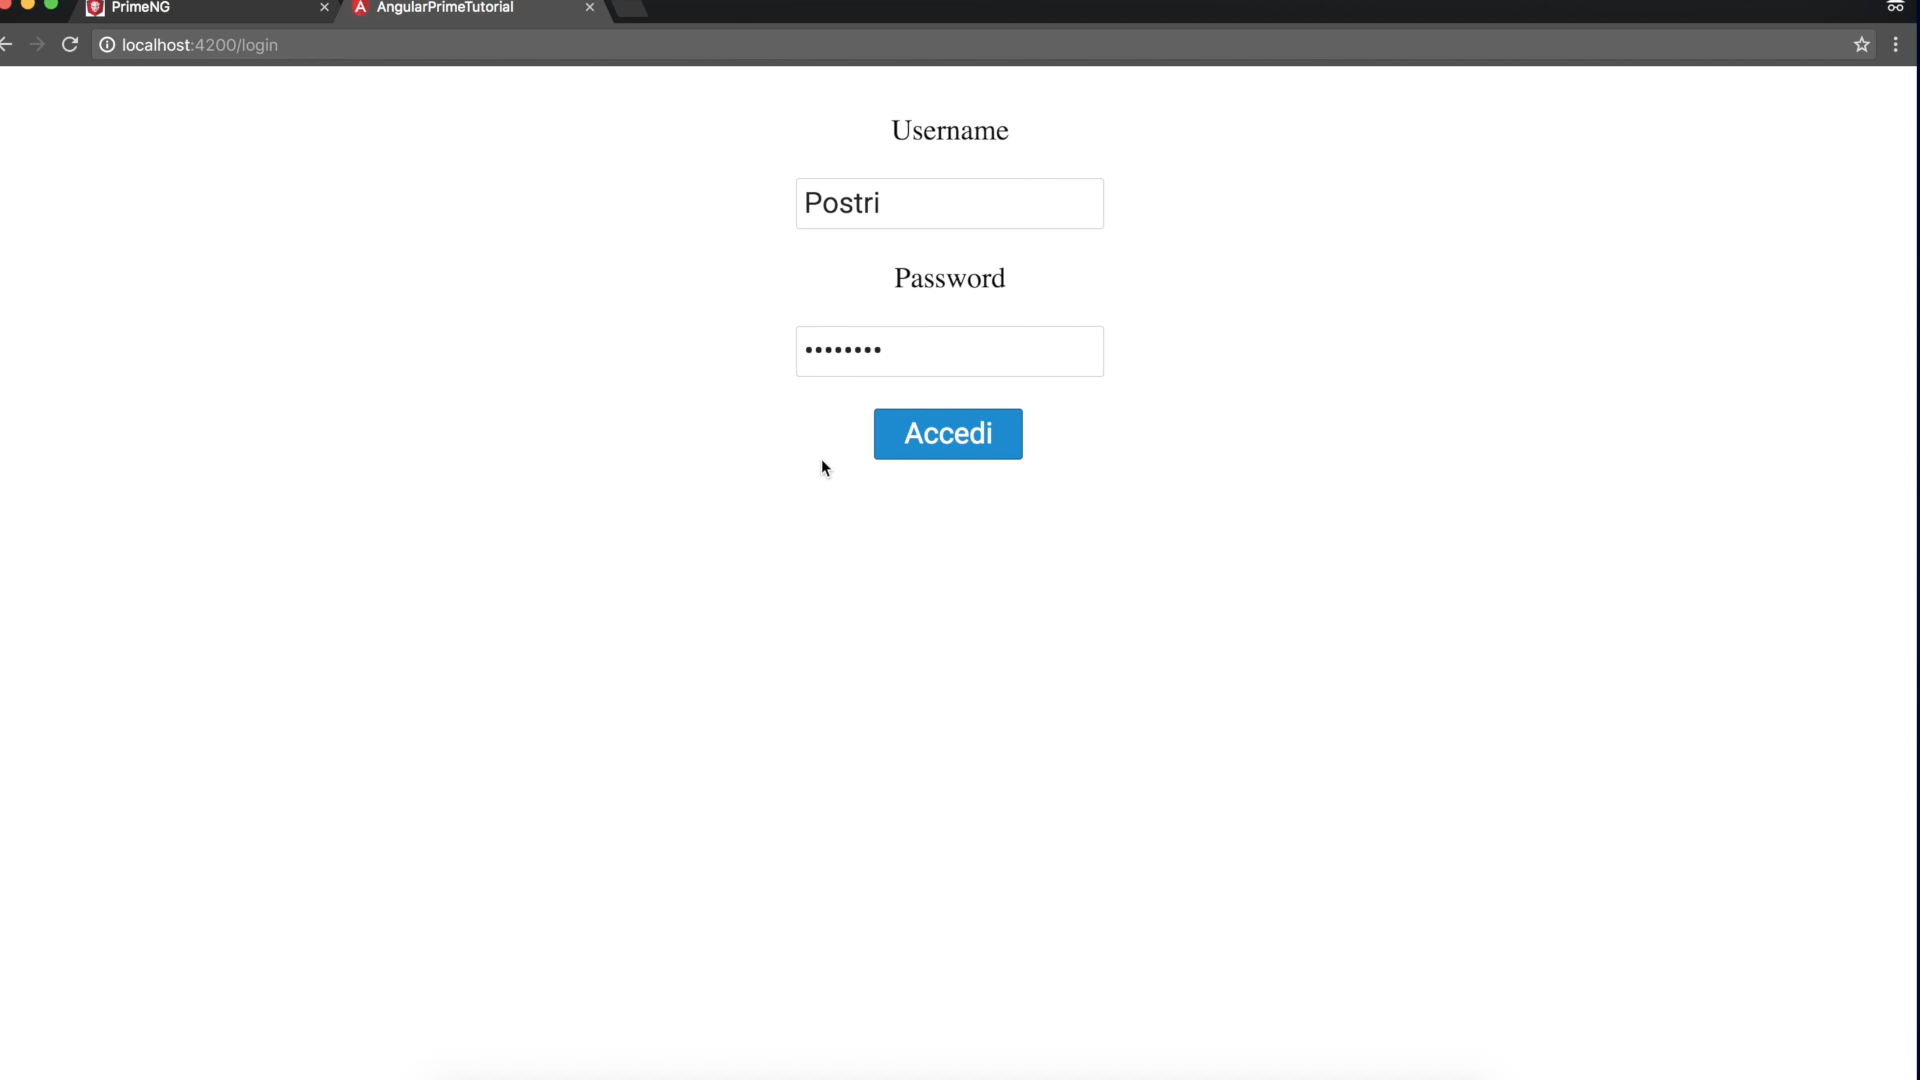 PrimeNG
AngularPrimeTutorial
localhost:4200/login
Username
Postri
Password
••••••••
Accedi